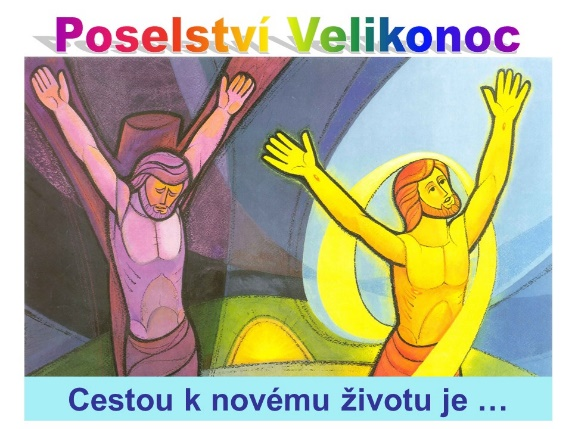 Poselství Velikonoc
Cestou k novému životu je …